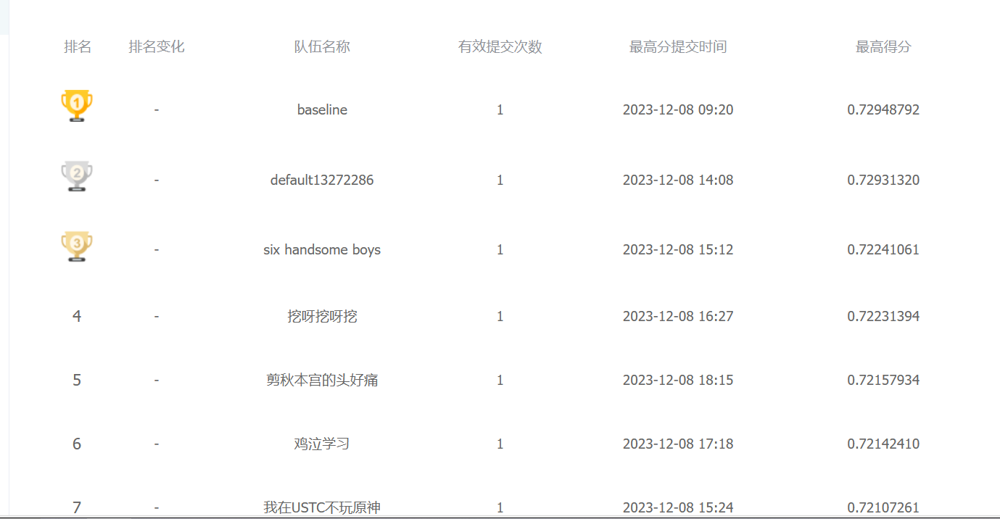 排名 排名变化 队伍名称 有效提交次数 最高分提交时间 最高得分
1 - baseline 1 2023-12-08 09:20 0.72948792
2 - default13272286 1 2023-12-08 14:08 0.72931320
3 - six handsome boys 1 2023-12-08 15:12 0.72241061
4 - 挖呀挖呀挖 1 2023-12-08 16:27 0.72231394
5 - 剪秋本宫的头好痛 1 2023-12-08 18:15 0.72157934
6 - 鸡泣学习 1 2023-12-08 17:18 0.72142410
7 - 我在USTC不玩原神 1 2023-12-08 15:24 0.72107261